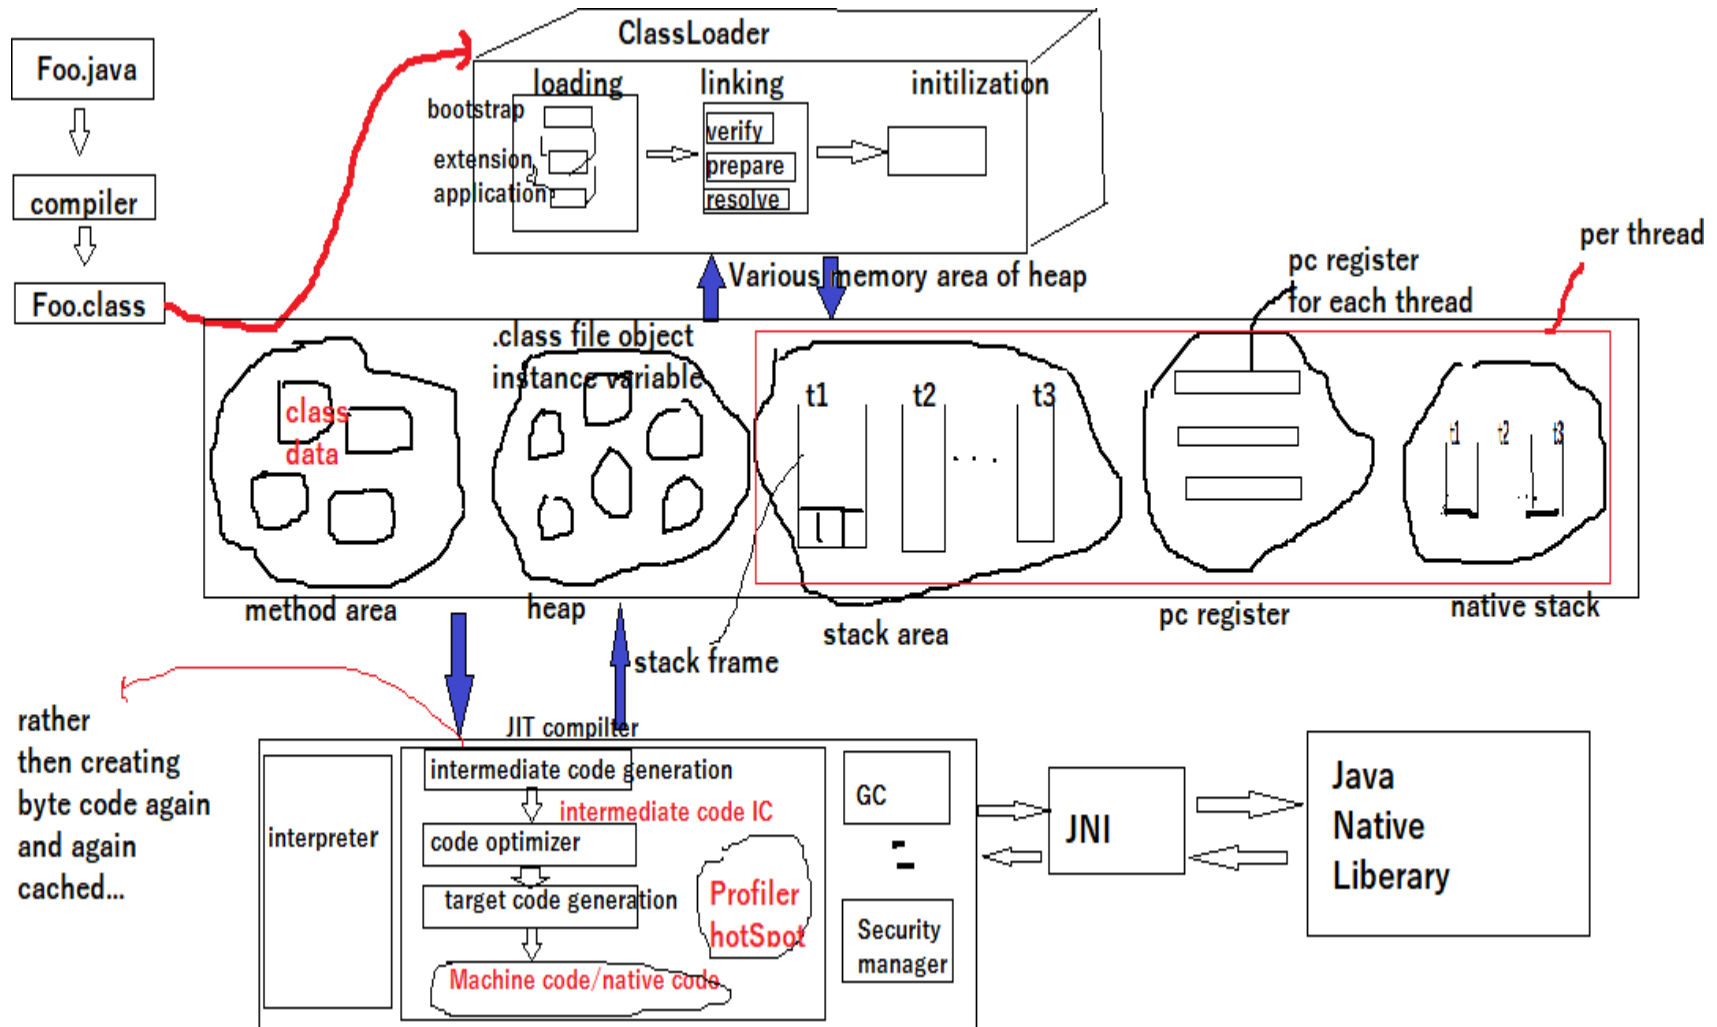 Foo.java
compiler
Foo.class
ClassLoader
loading
linking
initilization
bootstrap
extension
application
verify
prepare
resolve
Various memory area of heap
pc register
for each thread
per thread
.class file object
instance variable
class
data
t1
t2
t3
t1
t2
t3
method area
heap
stack area
pc register
native stack
stack frame
rather
then creating
byte code again
and again
cached...
JIT compilter
interpreter
intermediate code generation
intermediate code IC
code optimizer
target code generation
Machine code/native code
Profiler
hotSpot
GC
Security
manager
JNI
Java
Native
Liberary